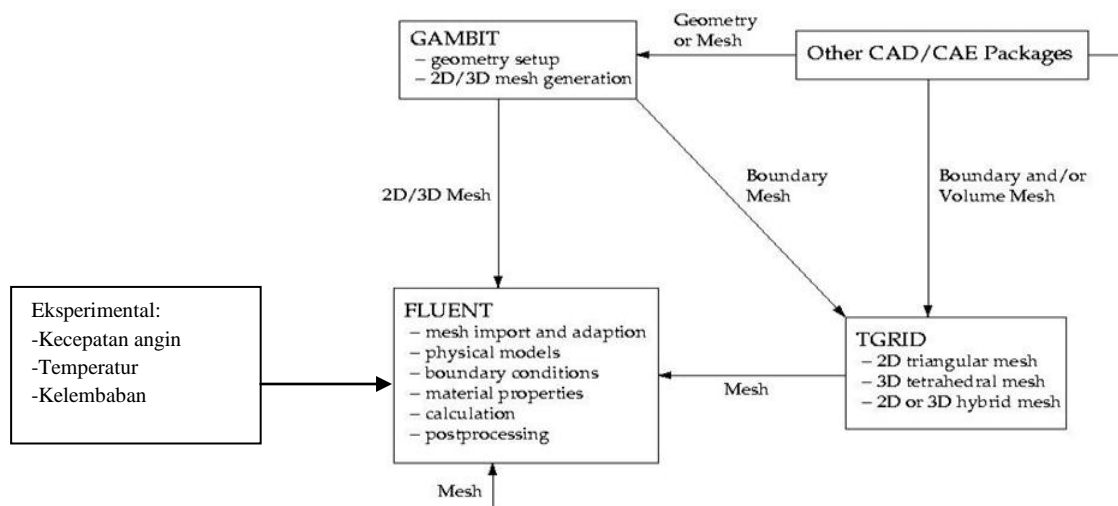 GAMBIT
– geometry setup
– 2D/3D mesh generation
Geometry
or Mesh
Other CAD/CAE Packages
2D/3D Mesh
Boundary
Mesh
Boundary and/or
Volume Mesh
Eksperimental:
-Kecepatan angin
-Temperatur
-Kelembaban
FLUENT
– mesh import and adaption
– physical models
– boundary conditions
– material properties
– calculation
– postprocessing
Mesh
TGRID
– 2D triangular mesh
– 3D tetrahedral mesh
– 2D or 3D hybrid mesh
Mesh